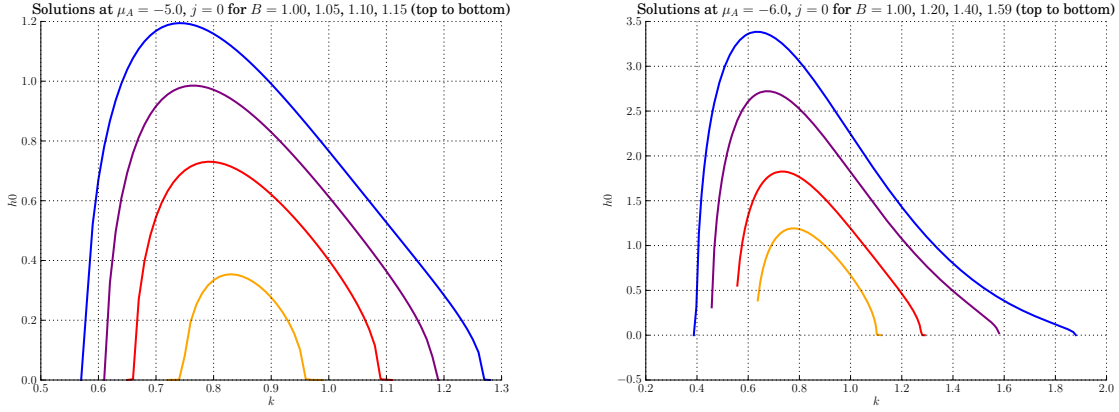 Solutions at μ_A = −5.0, j = 0 for B = 1.00, 1.05, 1.10, 1.15 (top to bottom)
1.2
1.0
0.8
0.6
0.4
0.2
0.0
h0
0.5 0.6 0.7 0.8 0.9 1.0 1.1 1.2 1.3
k
Solutions at μ_A = −6.0, j = 0 for B = 1.00, 1.20, 1.40, 1.59 (top to bottom)
3.5
3.0
2.5
2.0
1.5
1.0
0.5
0.0
−0.5
h0
0.2 0.4 0.6 0.8 1.0 1.2 1.4 1.6 1.8 2.0
k